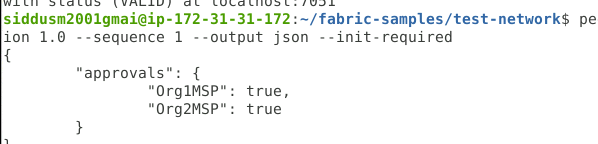 with status (VALID) at localhost:7051
siddusm2001gmai@ip-172-31-31-172:~/fabric-samples/test-network$ pe
ion 1.0 --sequence 1 --output json --init-required
{
"approvals": {
"Org1MSP": true,
"Org2MSP": true
}
}